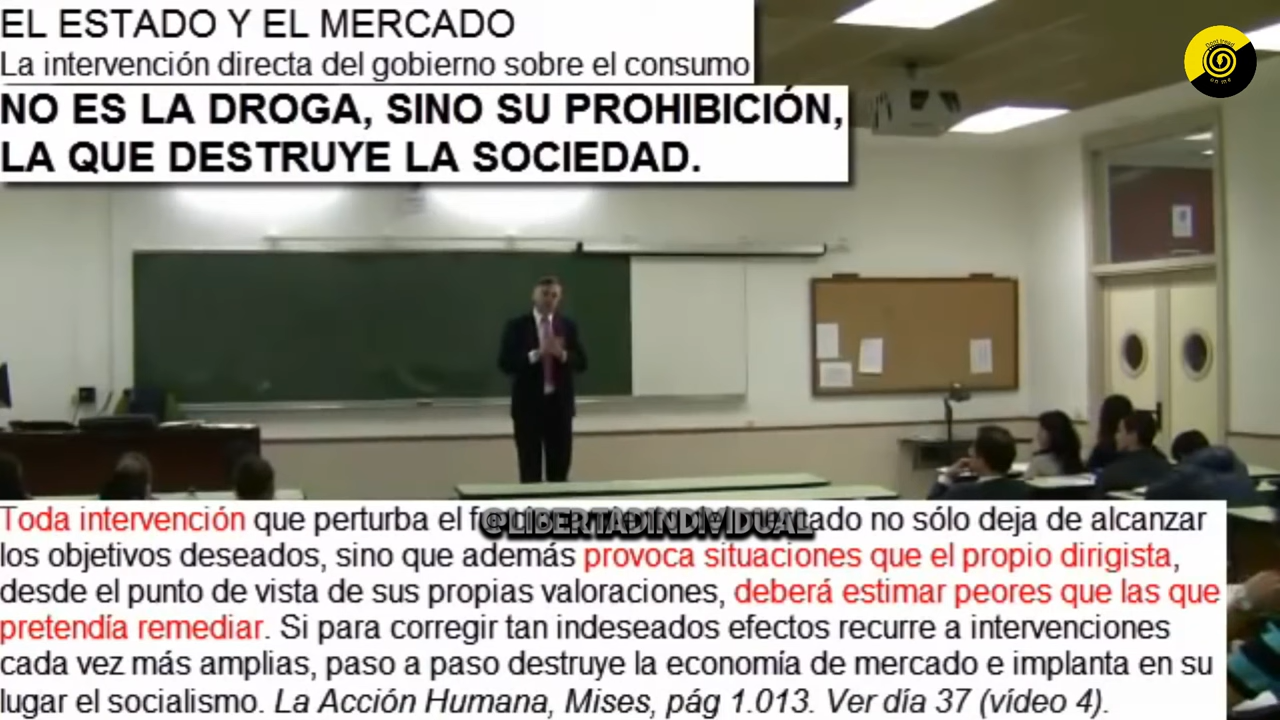 EL ESTADO Y EL MERCADO
La intervención directa del gobierno sobre el consumo
NO ES LA DROGA, SINO SU PROHIBICIÓN,
LA QUE DESTRUYE LA SOCIEDAD.
Toda intervención que perturba el @LIBERTADINDIVIDUAL no sólo deja de alcanzar
los objetivos deseados, sino que además provoca situaciones que el propio dirigista,
desde el punto de vista de sus propias valoraciones, deberá estimar peores que las que
pretendía remediar. Si para corregir tan indeseados efectos recurre a intervenciones
cada vez más amplias, paso a paso destruye la economía de mercado e implanta en su
lugar el socialismo. La Acción Humana, Mises, pág 1.013. Ver día 37 (vídeo 4).